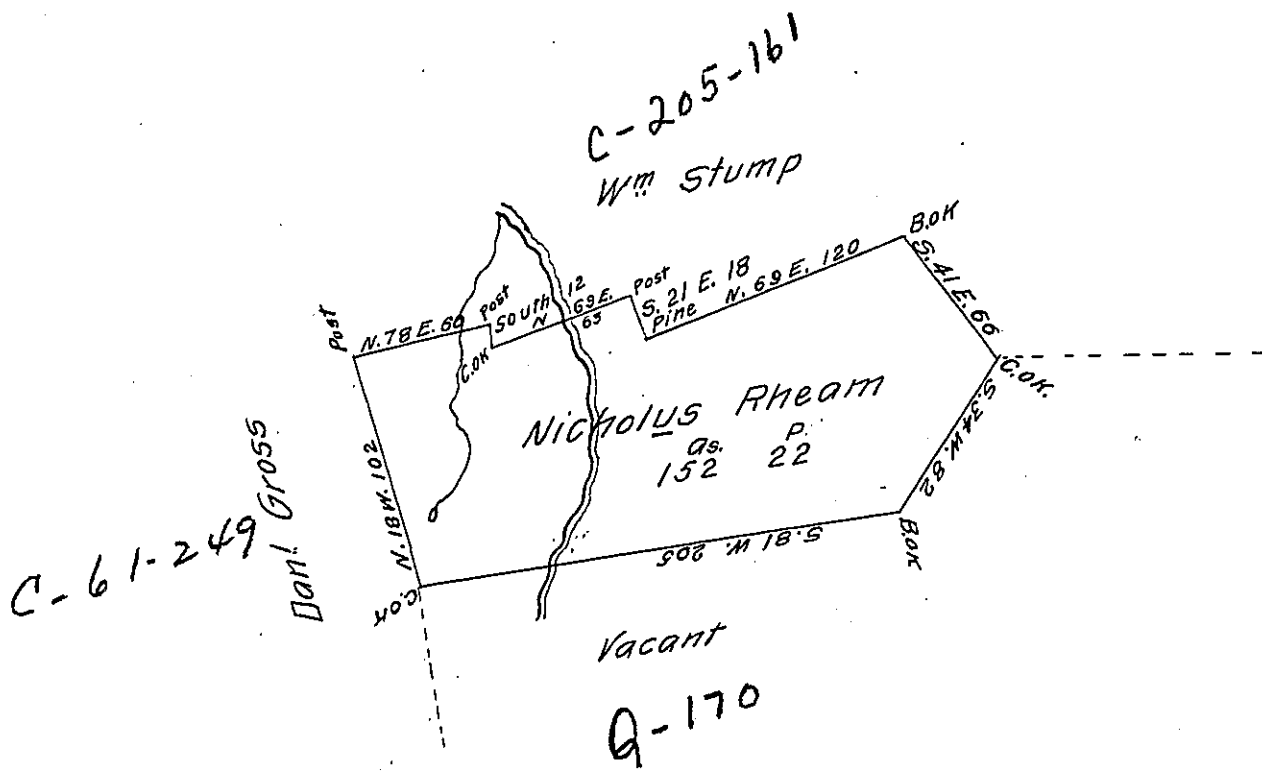 C-205-161
Wm Stump
B.OK
S. 41 E. 66
C.OK.
S. 34 W. 82
B.OK
S. 81 W. 205
C.OK
N. 18 W. 102
Post
N. 78 E. 60
Post
South 12
C.OK
N 69 E. 63
Post
S. 21 E. 18
Pine
N. 69 E. 120
Nicholus Rheam
as. P.
152 22
Danl. Gross
C-61-249
Vacant
Q-170